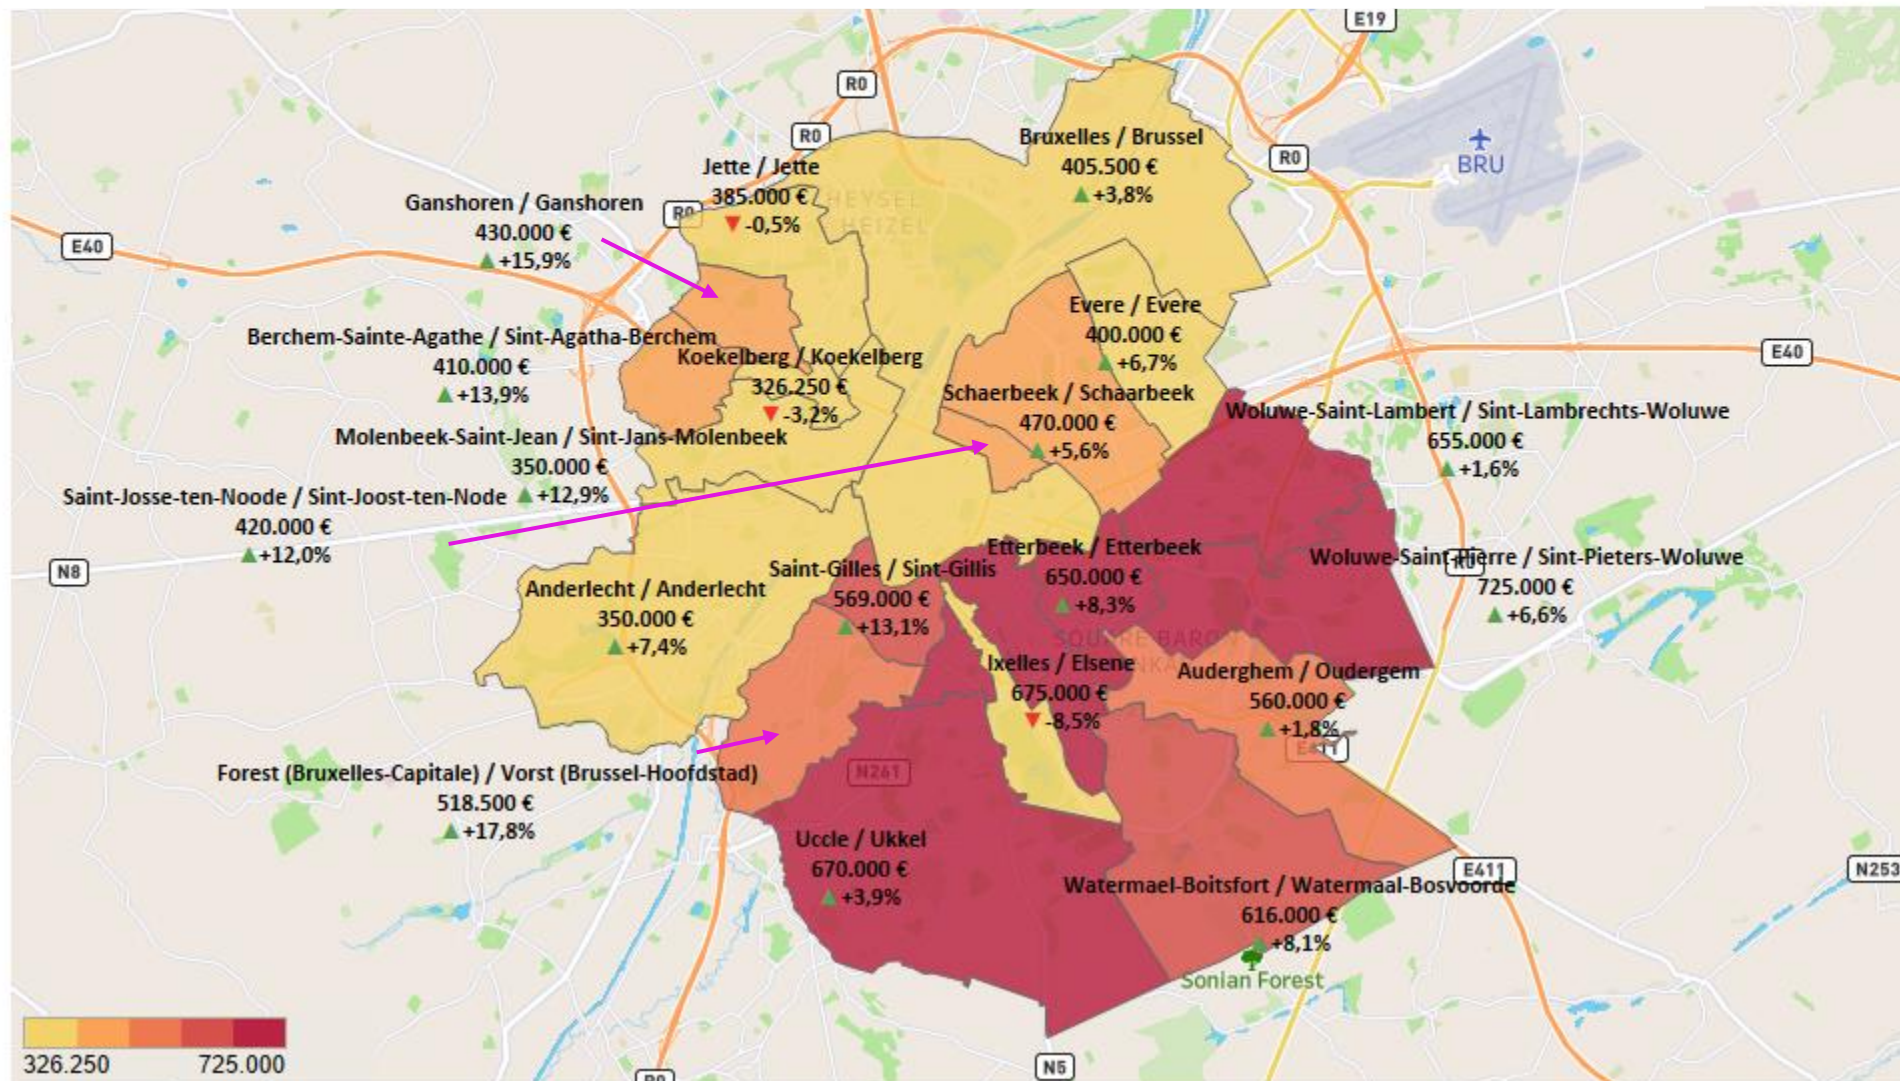 E19
R0
R0
Bruxelles / Brussel
405.500 €
+3,8%
R0
BRU
Jette / Jette
385.000 €
-0,5%
HEYSEL
HEIZEL
R0
Ganshoren / Ganshoren
430.000 €
+15,9%
E40
Evere / Evere
400.000 €
+6,7%
Berchem-Sainte-Agathe / Sint-Agatha-Berchem
410.000 €
+13,9%
Koekelberg / Koekelberg
326.250 €
-3,2%
E40
Schaerbeek / Schaarbeek
470.000 €
+5,6%
Woluwe-Saint-Lambert / Sint-Lambrechts-Woluwe
655.000 €
+1,6%
Molenbeek-Saint-Jean / Sint-Jans-Molenbeek
350.000 €
+12,9%
Saint-Josse-ten-Noode / Sint-Joost-ten-Node
420.000 €
+12,0%
N8
Etterbeek / Etterbeek
650.000 €
+8,3%
Woluwe-Saint-Pierre / Sint-Pieters-Woluwe
725.000 €
+6,6%
R0
Saint-Gilles / Sint-Gillis
569.000 €
+13,1%
Anderlecht / Anderlecht
350.000 €
+7,4%
SQUARE BARON
Ixelles / Elsene
675.000 €
-8,5%
Auderghem / Oudergem
560.000 €
+1,8%
E411
Forest (Bruxelles-Capitale) / Vorst (Brussel-Hoofdstad)
518.500 €
+17,8%
N261
Uccle / Ukkel
670.000 €
+3,9%
E411
N253
Watermael-Boitsfort / Watermaal-Bosvoorde
616.000 €
+8,1%
Sonian Forest
326.250 725.000
N5
R0